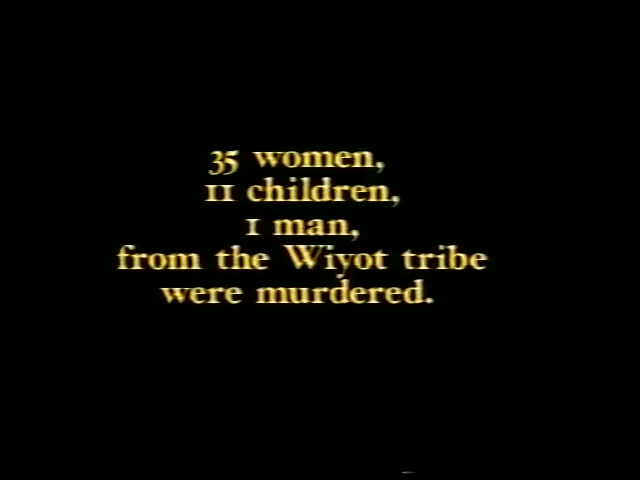 35 women,
11 children,
1 man,
from the Wiyot tribe
were murdered.